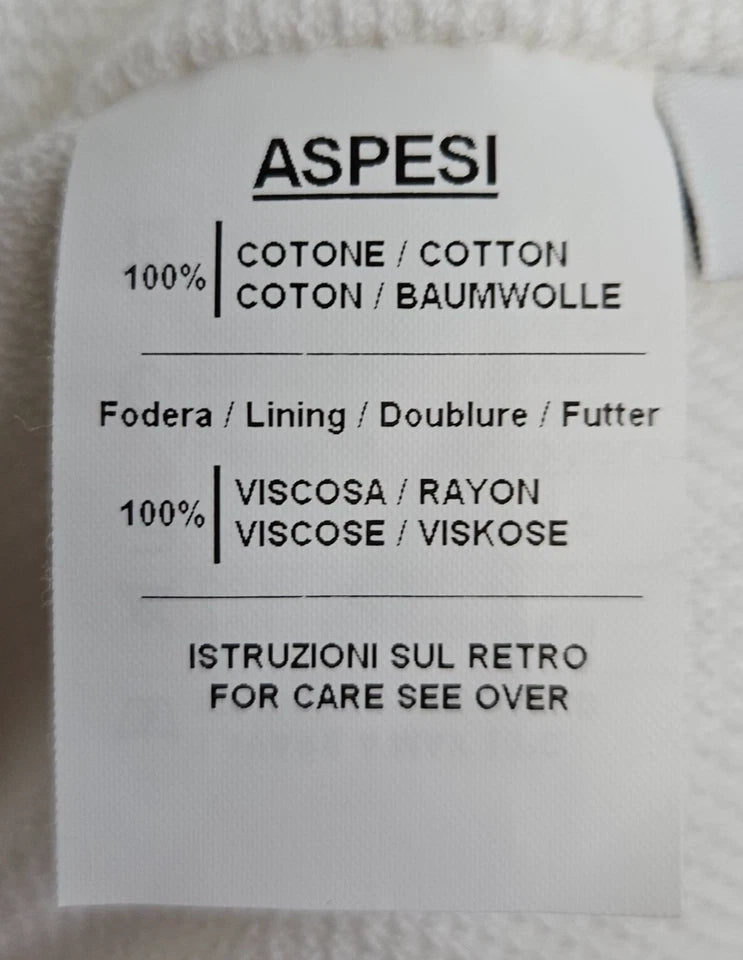 ASPESI
100%
COTONE / COTTON
COTON / BAUMWOLLE
Fodera / Lining / Doublure / Futter
100%
VISCOSA / RAYON
VISCOSE / VISKOSE
ISTRUZIONI SUL RETRO
FOR CARE SEE OVER